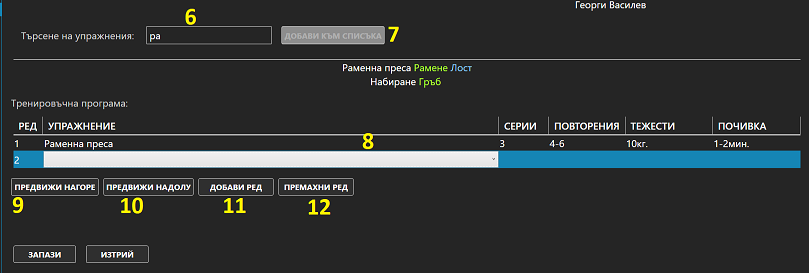 Георги Василев
6
Търсене на упражнения: ра ДОБАВИ КЪМ СПИСЪКА 7
Раменна преса Рамене Лост
Набиране Гръб
Тренировъчна програма:
РЕД УПРАЖНЕНИЕ СЕРИИ ПОВТОРЕНИЯ ТЕЖЕСТИ ПОЧИВКА
1 Раменна преса 8 3 4-6 10кг. 1-2мин.
2
ПРЕДВИЖИ НАГОРЕ ПРЕДВИЖИ НАДОЛУ ДОБАВИ РЕД ПРЕМАХНИ РЕД
9 10 11 12
ЗАПАЗИ ИЗТРИЙ